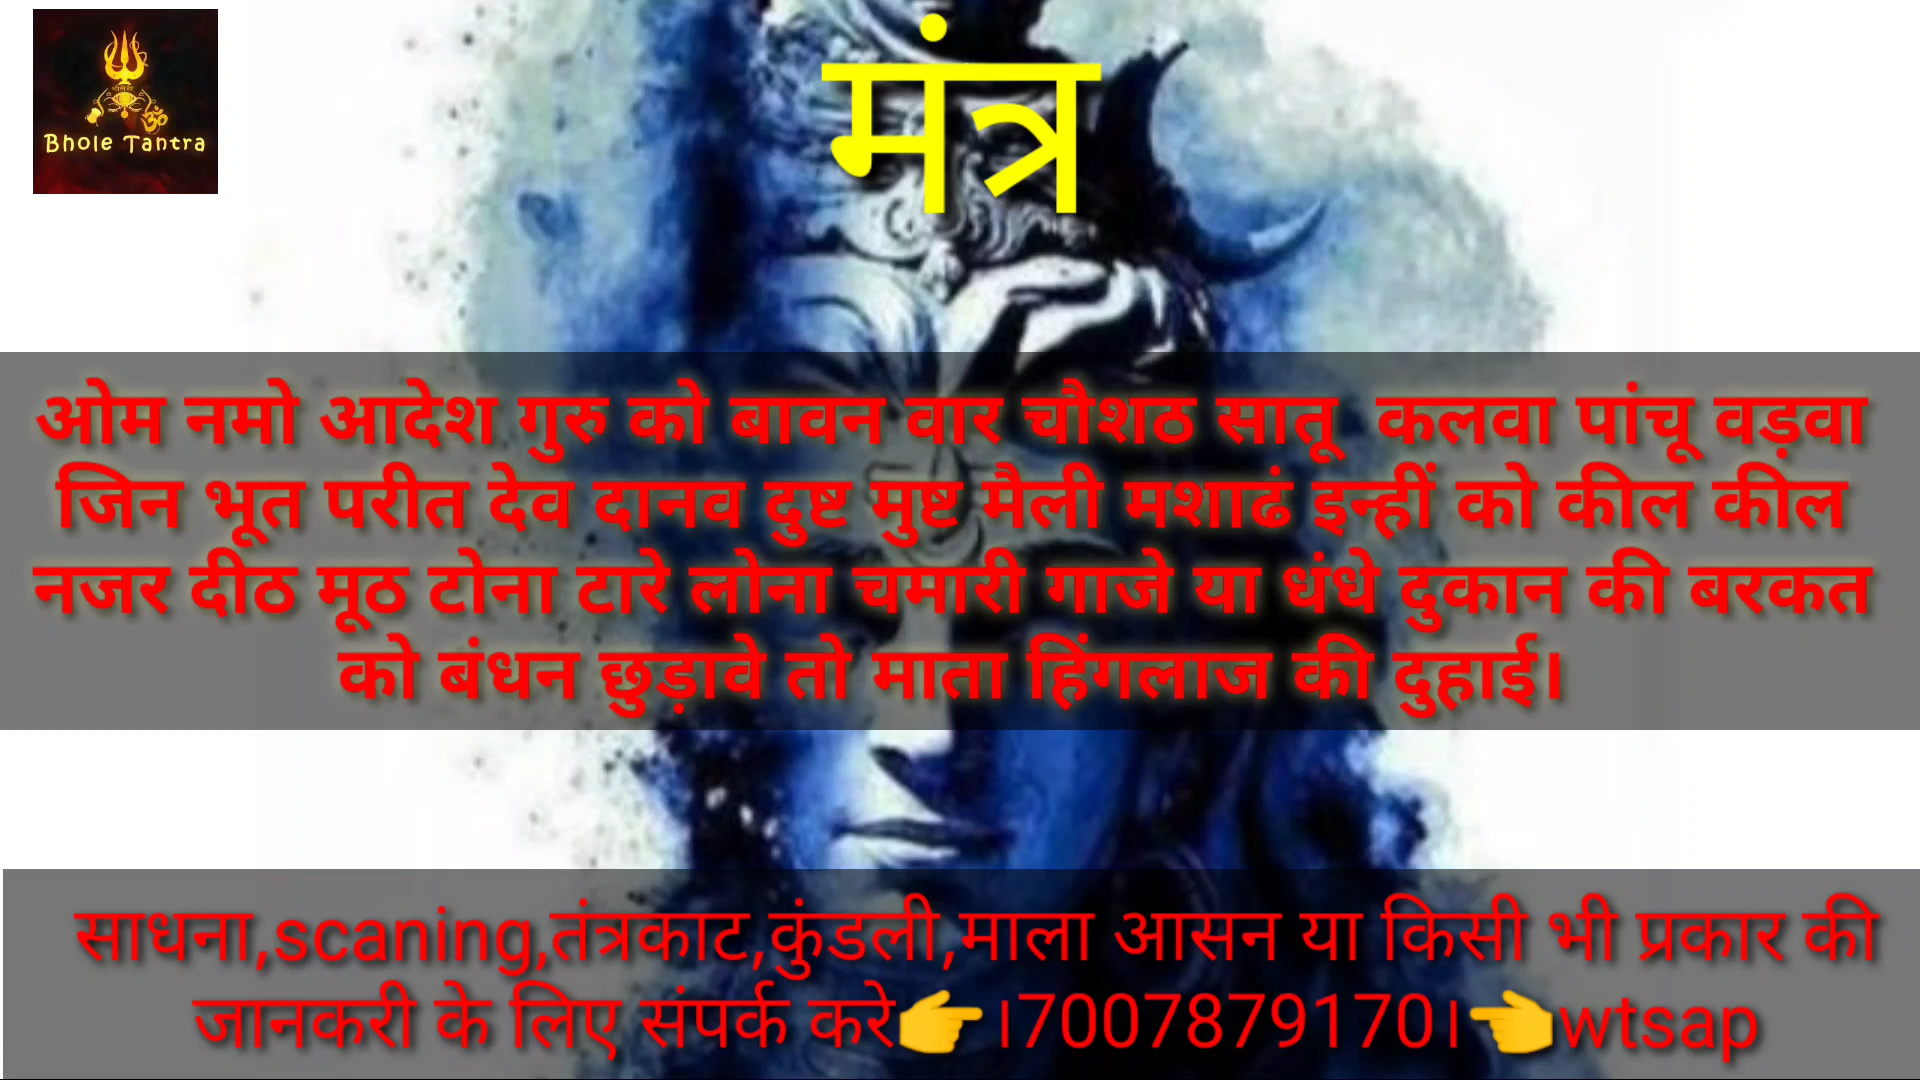 Bhole Tantra
मंत्र
ओम नमो आदेश गुरु को बावन वार चौशठ सातू कलवा पांचू वड़वा
जिन भूत परीत देव दानव दुष्ट मुष्ट मैली मशाढं इन्हीं को कील कील
नजर दीठ मूठ टोना टारे लोना चमारी गाजे या धंधे दुकान की बरकत
को बंधन छुड़ावे तो माता हिंगलाज की दुहाई।
साधना,scaning,तंत्रकाट,कुंडली,माला आसन या किसी भी प्रकार की
जानकरी के लिए संपर्क करे👉।7007879170।👈wtsap